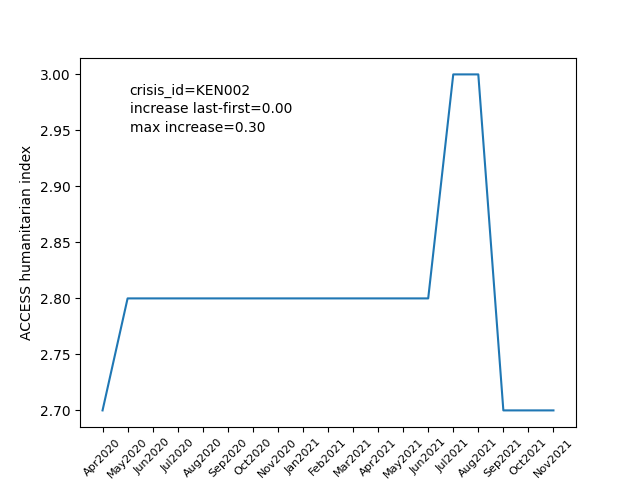 crisis_id=KEN002
increase last-first=0.00
max increase=0.30
ACCESS humanitarian index
3.00
2.95
2.90
2.85
2.80
2.75
2.70
Apr2020
May2020
Jun2020
Jul2020
Aug2020
Sep2020
Oct2020
Nov2020
Jan2021
Feb2021
Mar2021
Apr2021
May2021
Jun2021
Jul2021
Aug2021
Sep2021
Oct2021
Nov2021